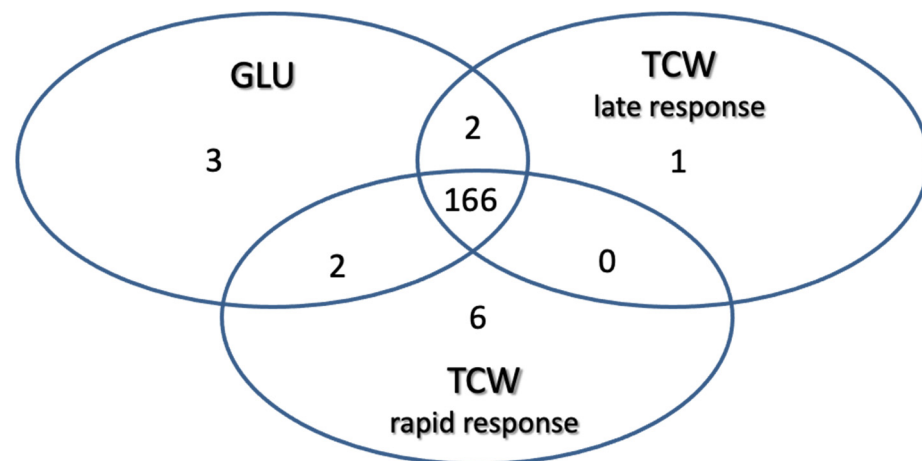 GLU
TCW
late response
2
3
1
166
2
0
6
TCW
rapid response